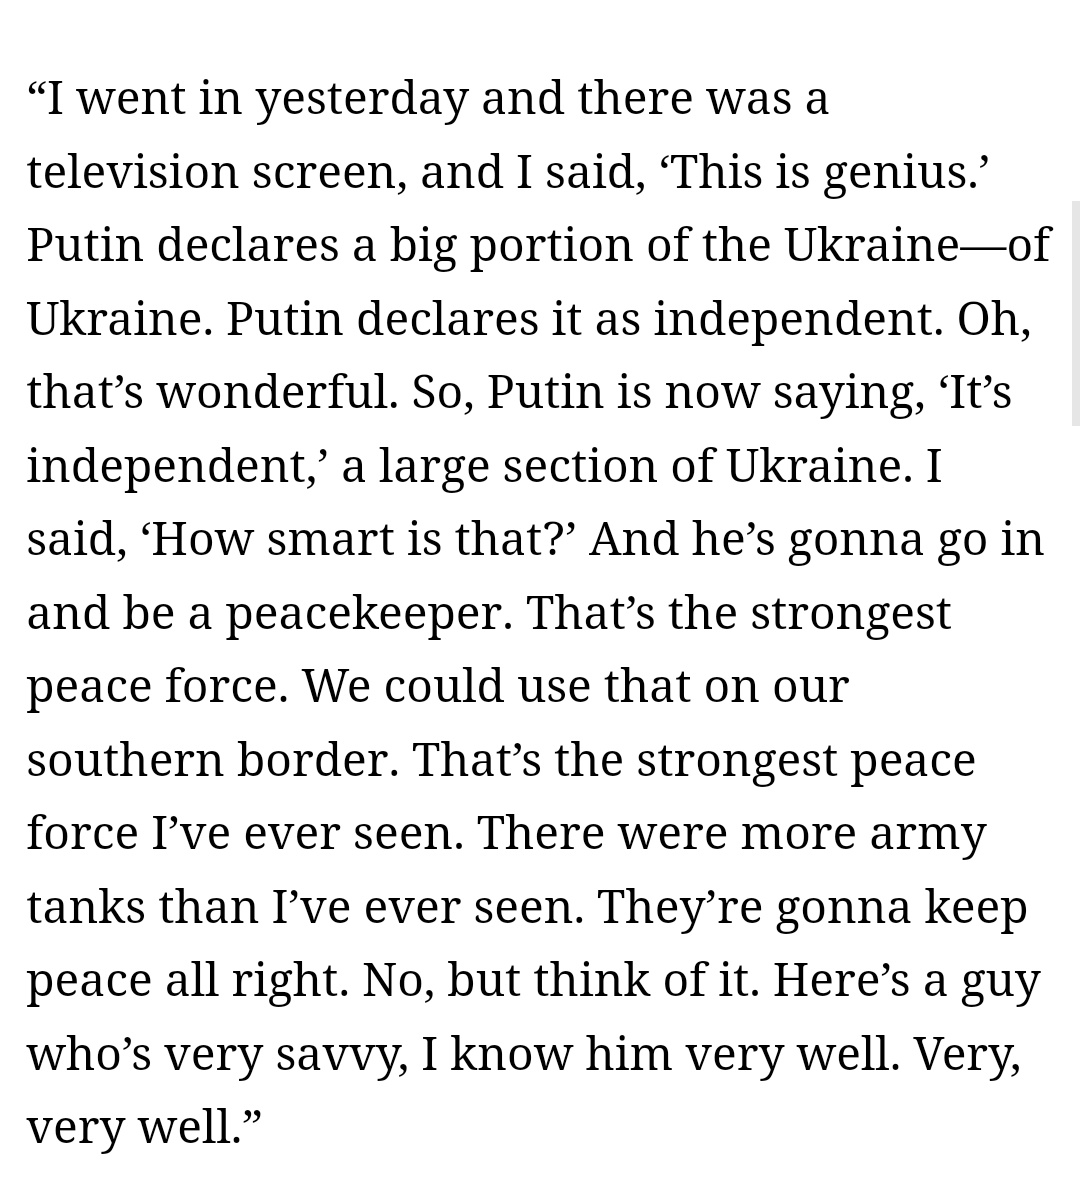 “I went in yesterday and there was a
television screen, and I said, ‘This is genius.’
Putin declares a big portion of the Ukraine—of
Ukraine. Putin declares it as independent. Oh,
that’s wonderful. So, Putin is now saying, ‘It’s
independent,’ a large section of Ukraine. I
said, ‘How smart is that?’ And he’s gonna go in
and be a peacekeeper. That’s the strongest
peace force. We could use that on our
southern border. That’s the strongest peace
force I’ve ever seen. There were more army
tanks than I’ve ever seen. They’re gonna keep
peace all right. No, but think of it. Here’s a guy
who’s very savvy, I know him very well. Very,
very well.”